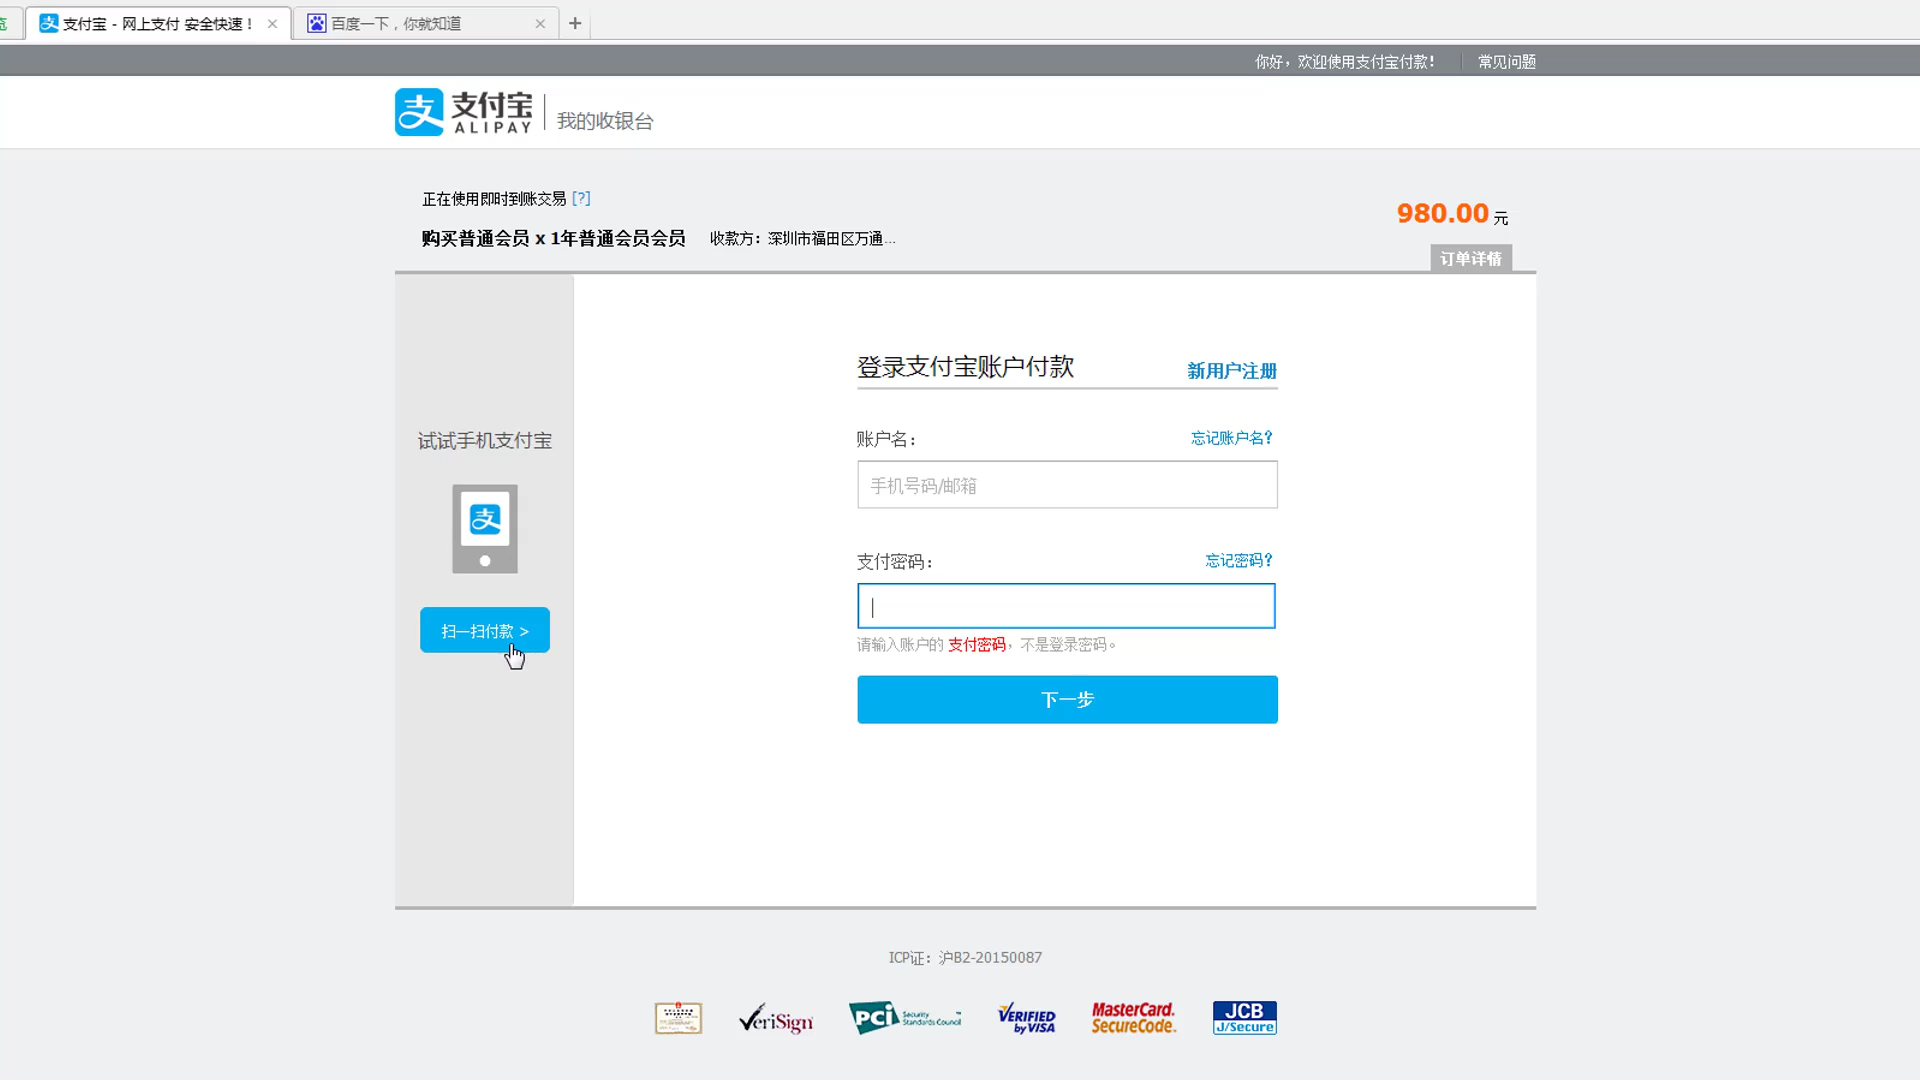 览
支付宝 - 网上支付 安全快速！
百度一下，你就知道
你好，欢迎使用支付宝付款！
常见问题
支付宝
ALIPAY
我的收银台
正在使用即时到账交易 [?]
980.00 元
购买普通会员 x 1年普通会员会员 收款方：深圳市福田区万通...
订单详情
登录支付宝账户付款
新用户注册
试试手机支付宝
支
扫一扫付款 >
账户名：
忘记账户名?
手机号码/邮箱
支付密码：
忘记密码?
请输入账户的 支付密码，不是登录密码。
下一步
ICP证：沪B2-20150087
VeriSign
PCI Security Standards Council
VERIFIED by VISA
MasterCard. SecureCode.
JCB J/Secure